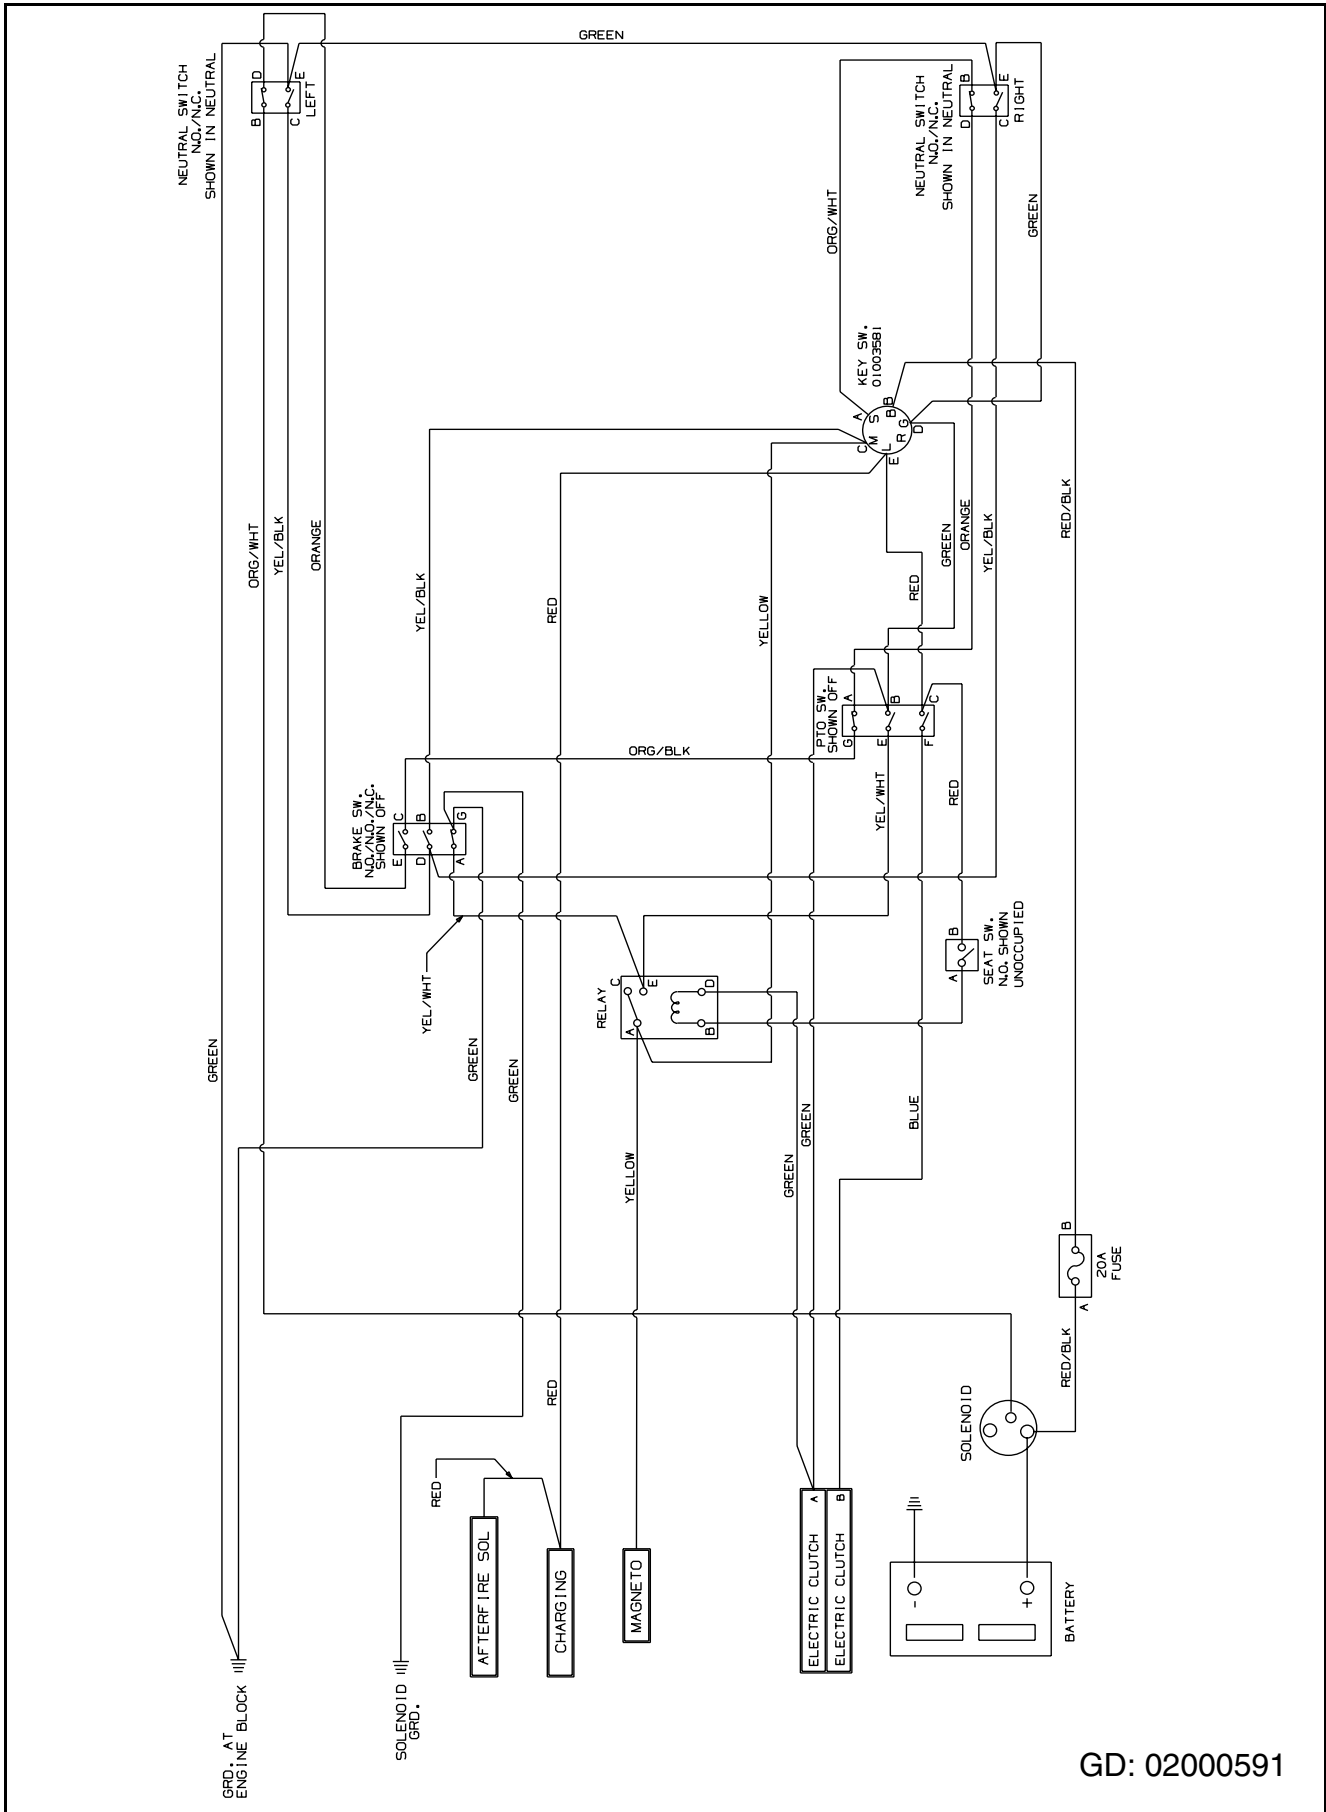 GREEN
D
E
B
C
LEFT
NEUTRAL SWITCH
N.O./N.C.
SHOWN IN NEUTRAL
B
E
D
C
RIGHT
NEUTRAL SWITCH
N.O./N.C.
SHOWN IN NEUTRAL
ORG/WHT
GREEN
KEY SW.
01003581
A
B
C
D
E
S
B
M
G
L
R
ORG/WHT
YEL/BLK
ORANGE
YEL/BLK
RED
YELLOW
RED
GREEN
ORANGE
YEL/BLK
RED/BLK
PTO SW.
SHOWN OFF
A
B
C
G
E
F
ORG/BLK
YEL/WHT
RED
BRAKE SW.
N.O./N.O./N.C.
SHOWN OFF
C
B
G
E
D
A
SEAT SW.
N.O. SHOWN
UNOCCUPIED
B
A
RELAY
C
E
D
A
B
YEL/WHT
GREEN
GREEN
GREEN
YELLOW
GREEN
GREEN
BLUE
B
20A
FUSE
A
RED/BLK
RED
SOLENOID
RED
AFTERFIRE SOL
CHARGING
MAGNETO
ELECTRIC CLUTCH A
ELECTRIC CLUTCH B
- +
BATTERY
GRD. AT
ENGINE BLOCK
SOLENOID
GRD.
GD: 02000591